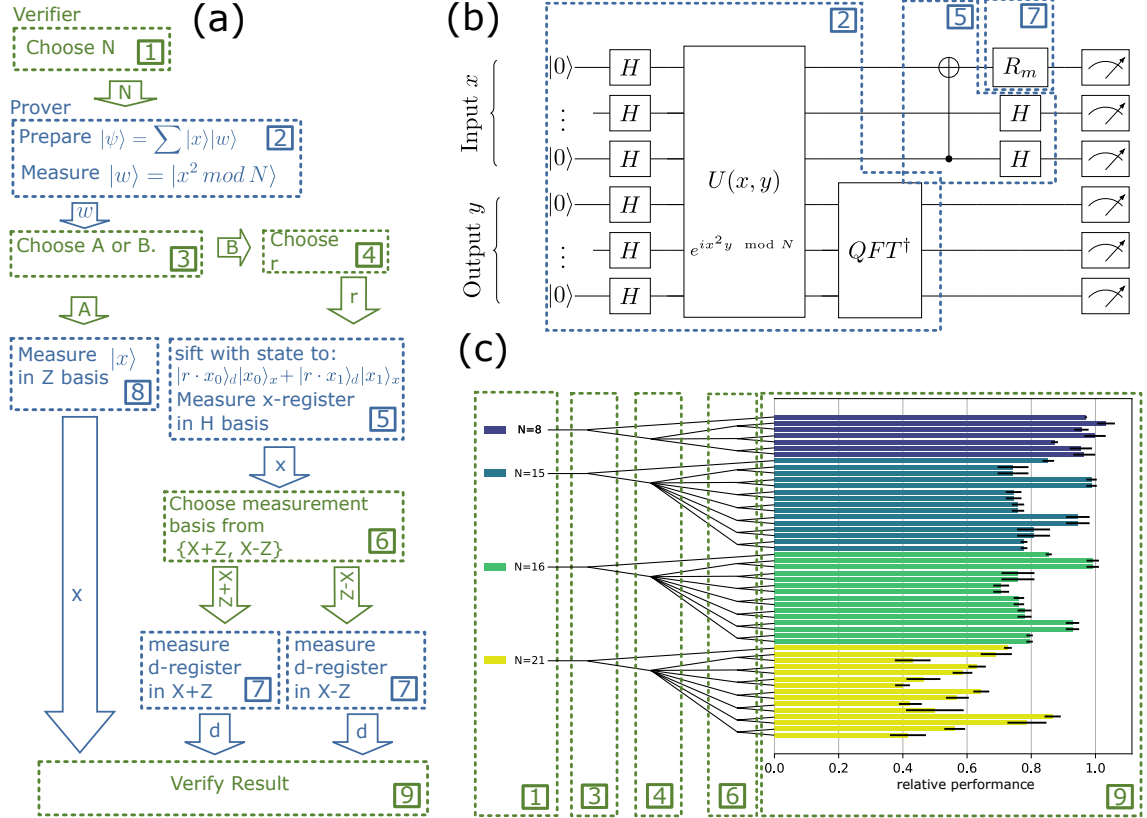 (a)
Verifier
Choose N
1
N
Prover
Prepare |ψ⟩ = ∑ |x⟩|w⟩
2
Measure |w⟩ = |x² mod N⟩
w
Choose A or B.
3
B
Choose
r
4
A
r
Measure |x⟩
in Z basis
8
sift with state to:
|r · x₀⟩_d|x₀⟩_x + |r · x₁⟩_d|x₁⟩_x
Measure x-register
in H basis
5
x
Choose measurement
basis from
{X+Z, X-Z}
6
x
X+Z
X-Z
measure
d-register
in X+Z
7
measure
d-register
in X-Z
7
d
d
Verify Result
9
(b)
2
5
7
Input x
|0⟩ H R_m
⋮ H H
|0⟩ H H
U(x, y)
e^{ix²y mod N}
Output y
|0⟩ H
⋮ H QFT†
|0⟩ H
(c)
N=8
N=15
N=16
N=21
0.0 0.2 0.4 0.6 0.8 1.0
relative performance
1
3
4
6
9